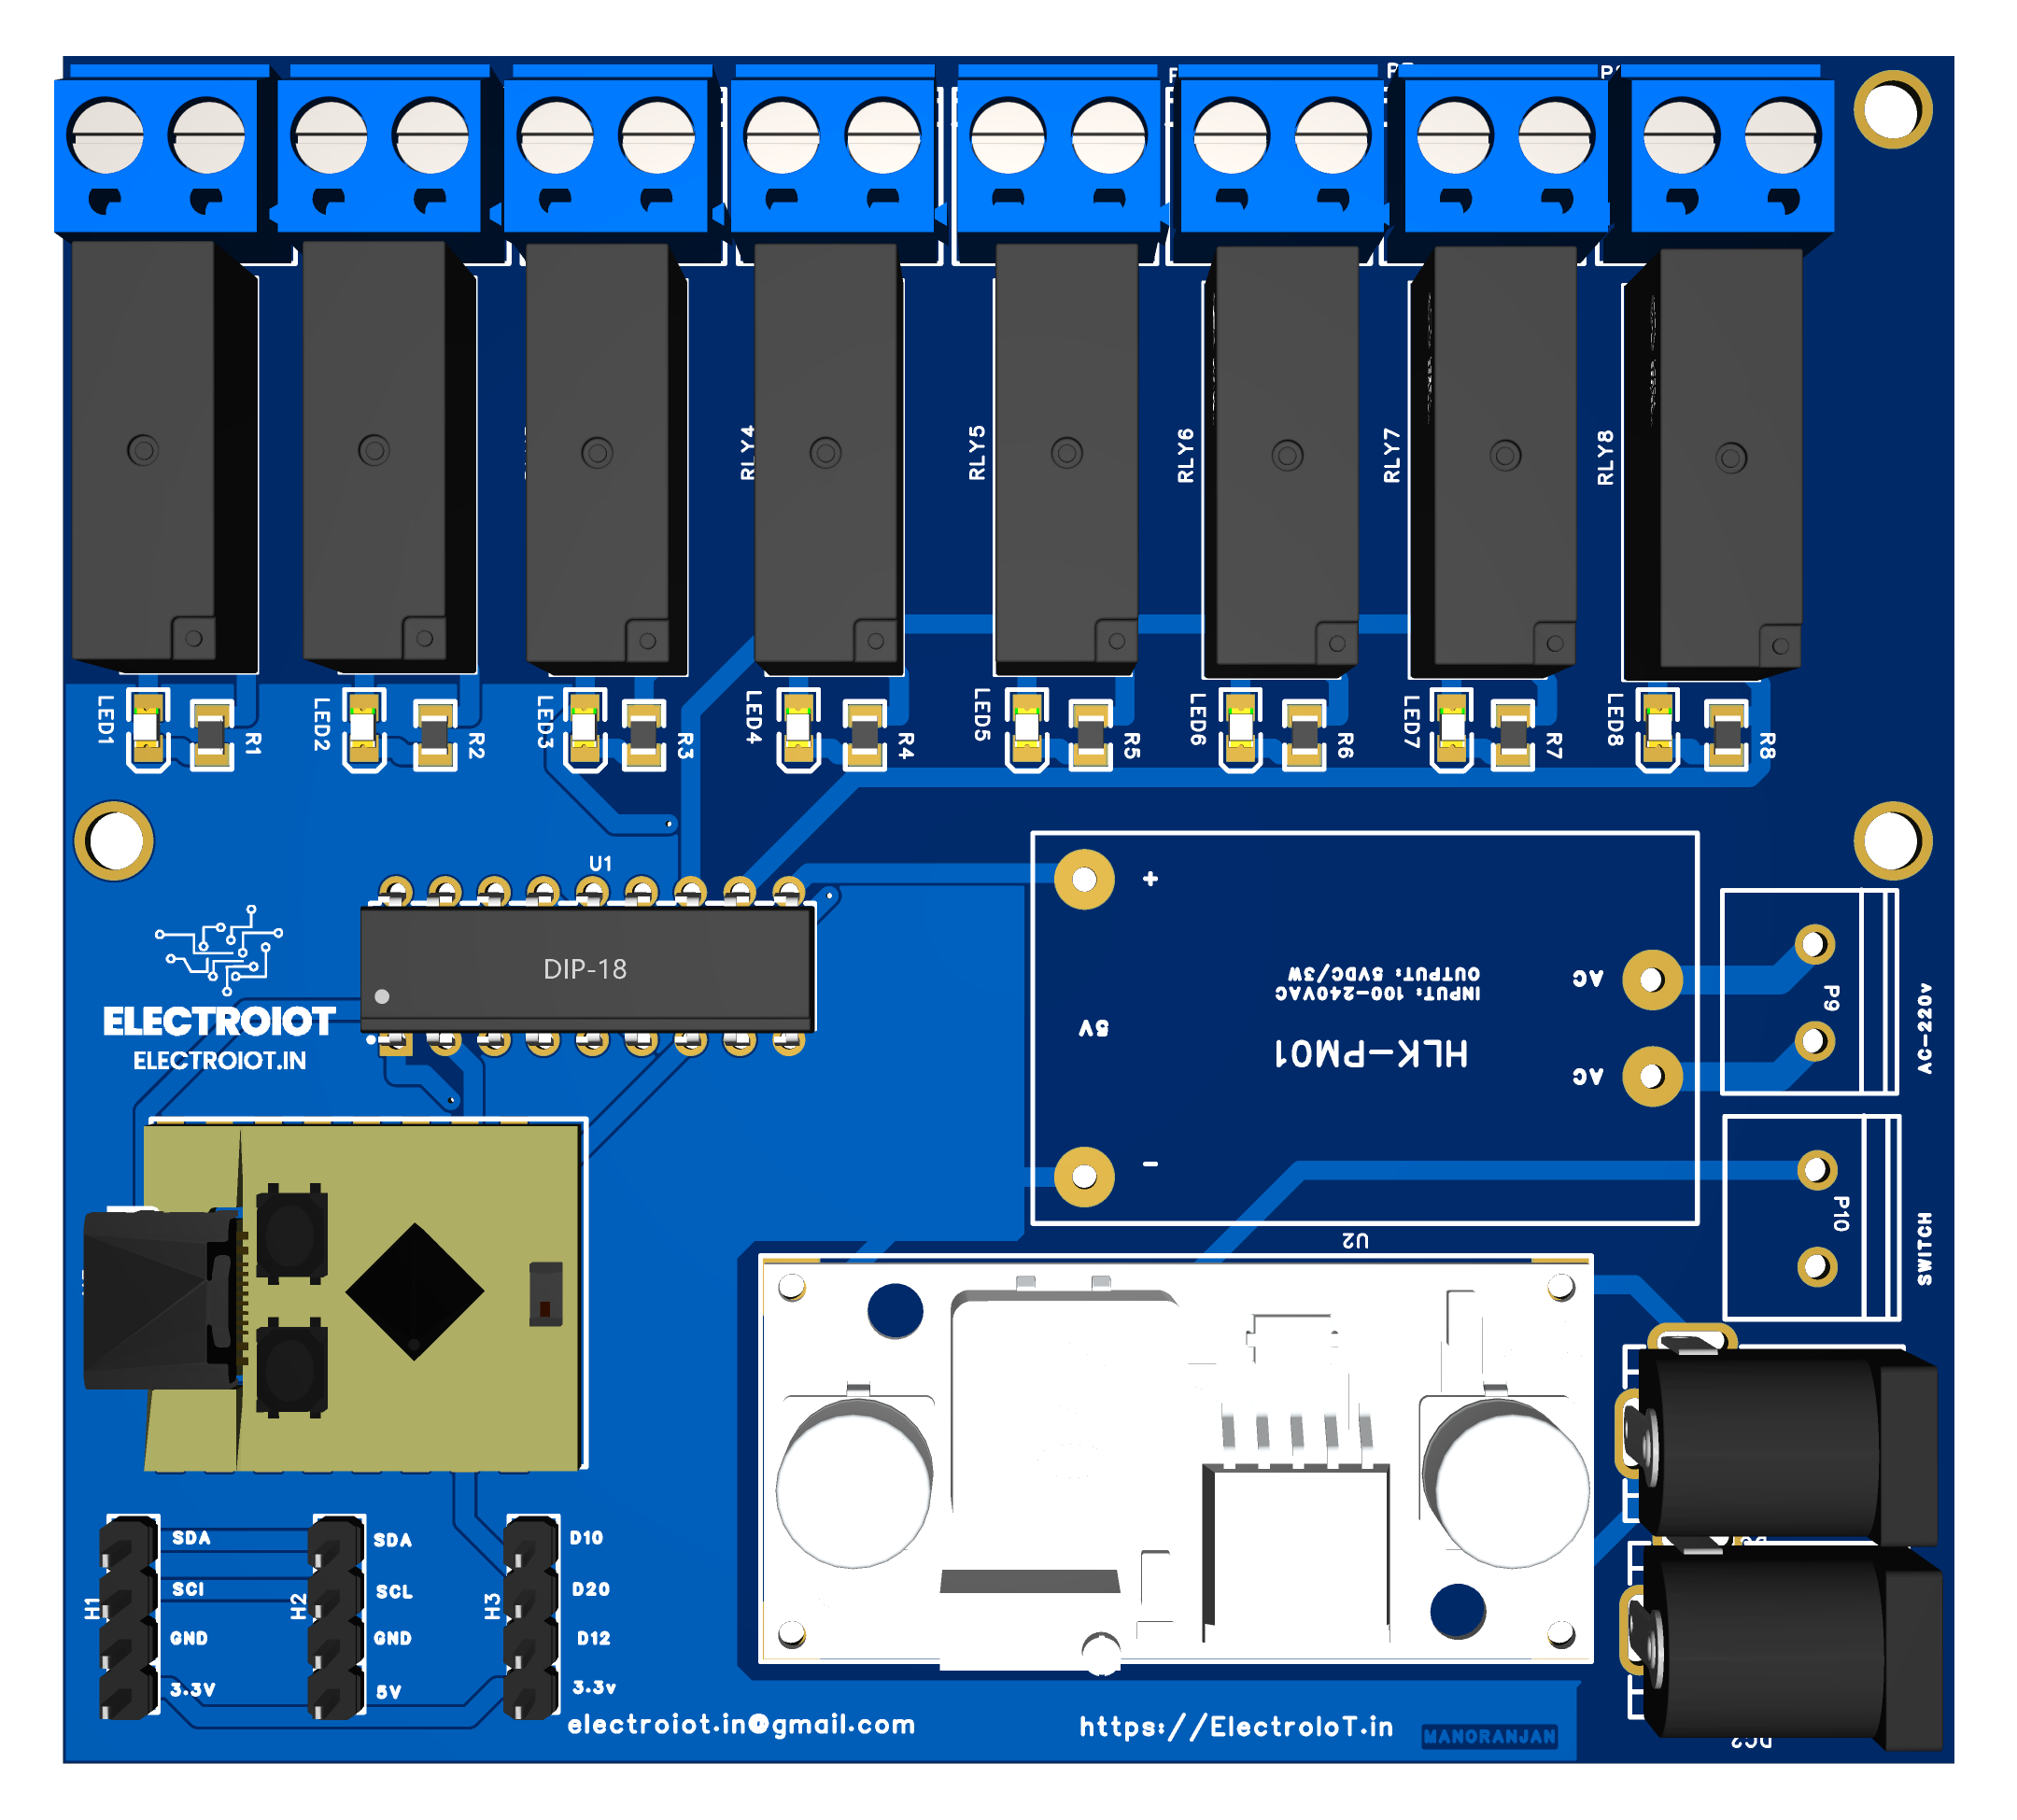 RLY4
RLY5
RLY6
RLY7
RLY8
LED1
R1
LED2
R2
LED3
R3
LED4
R4
LED5
R5
LED6
R6
LED7
R7
LED8
R8
U1
DIP-18
+
INPUT: 100-240VAC
OUTPUT: 5VDC/3W
HLK-PM01
5V
AC
AC
-
U2
P9
AC-220v
P10
SWITCH
ELECTROIOT
ELECTROIOT.IN
H1
SDA
SCI
GND
3.3V
H2
SDA
SCL
GND
5V
H3
D10
D20
D12
3.3v
DC2
electroiot.in@gmail.com
https://ElectroIoT.in
MANORANJAN